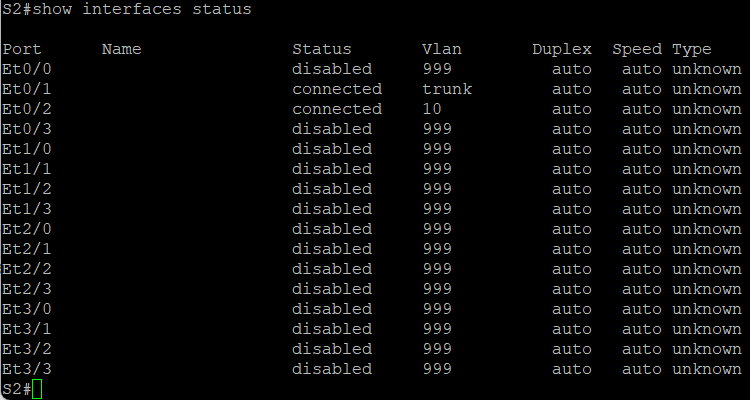 S2#show interfaces status
Port      Name               Status       Vlan       Duplex  Speed Type
Et0/0                        disabled     999          auto   auto unknown
Et0/1                        connected    trunk        auto   auto unknown
Et0/2                        connected    10           auto   auto unknown
Et0/3                        disabled     999          auto   auto unknown
Et1/0                        disabled     999          auto   auto unknown
Et1/1                        disabled     999          auto   auto unknown
Et1/2                        disabled     999          auto   auto unknown
Et1/3                        disabled     999          auto   auto unknown
Et2/0                        disabled     999          auto   auto unknown
Et2/1                        disabled     999          auto   auto unknown
Et2/2                        disabled     999          auto   auto unknown
Et2/3                        disabled     999          auto   auto unknown
Et3/0                        disabled     999          auto   auto unknown
Et3/1                        disabled     999          auto   auto unknown
Et3/2                        disabled     999          auto   auto unknown
Et3/3                        disabled     999          auto   auto unknown
S2#